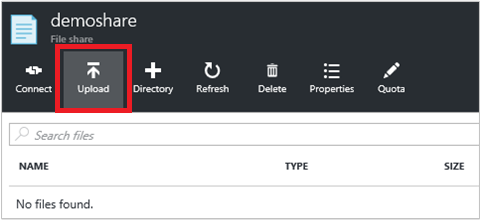 demoshare
File share
Connect Upload Directory Refresh Delete Properties Quota
Search files
NAME TYPE SIZE
No files found.